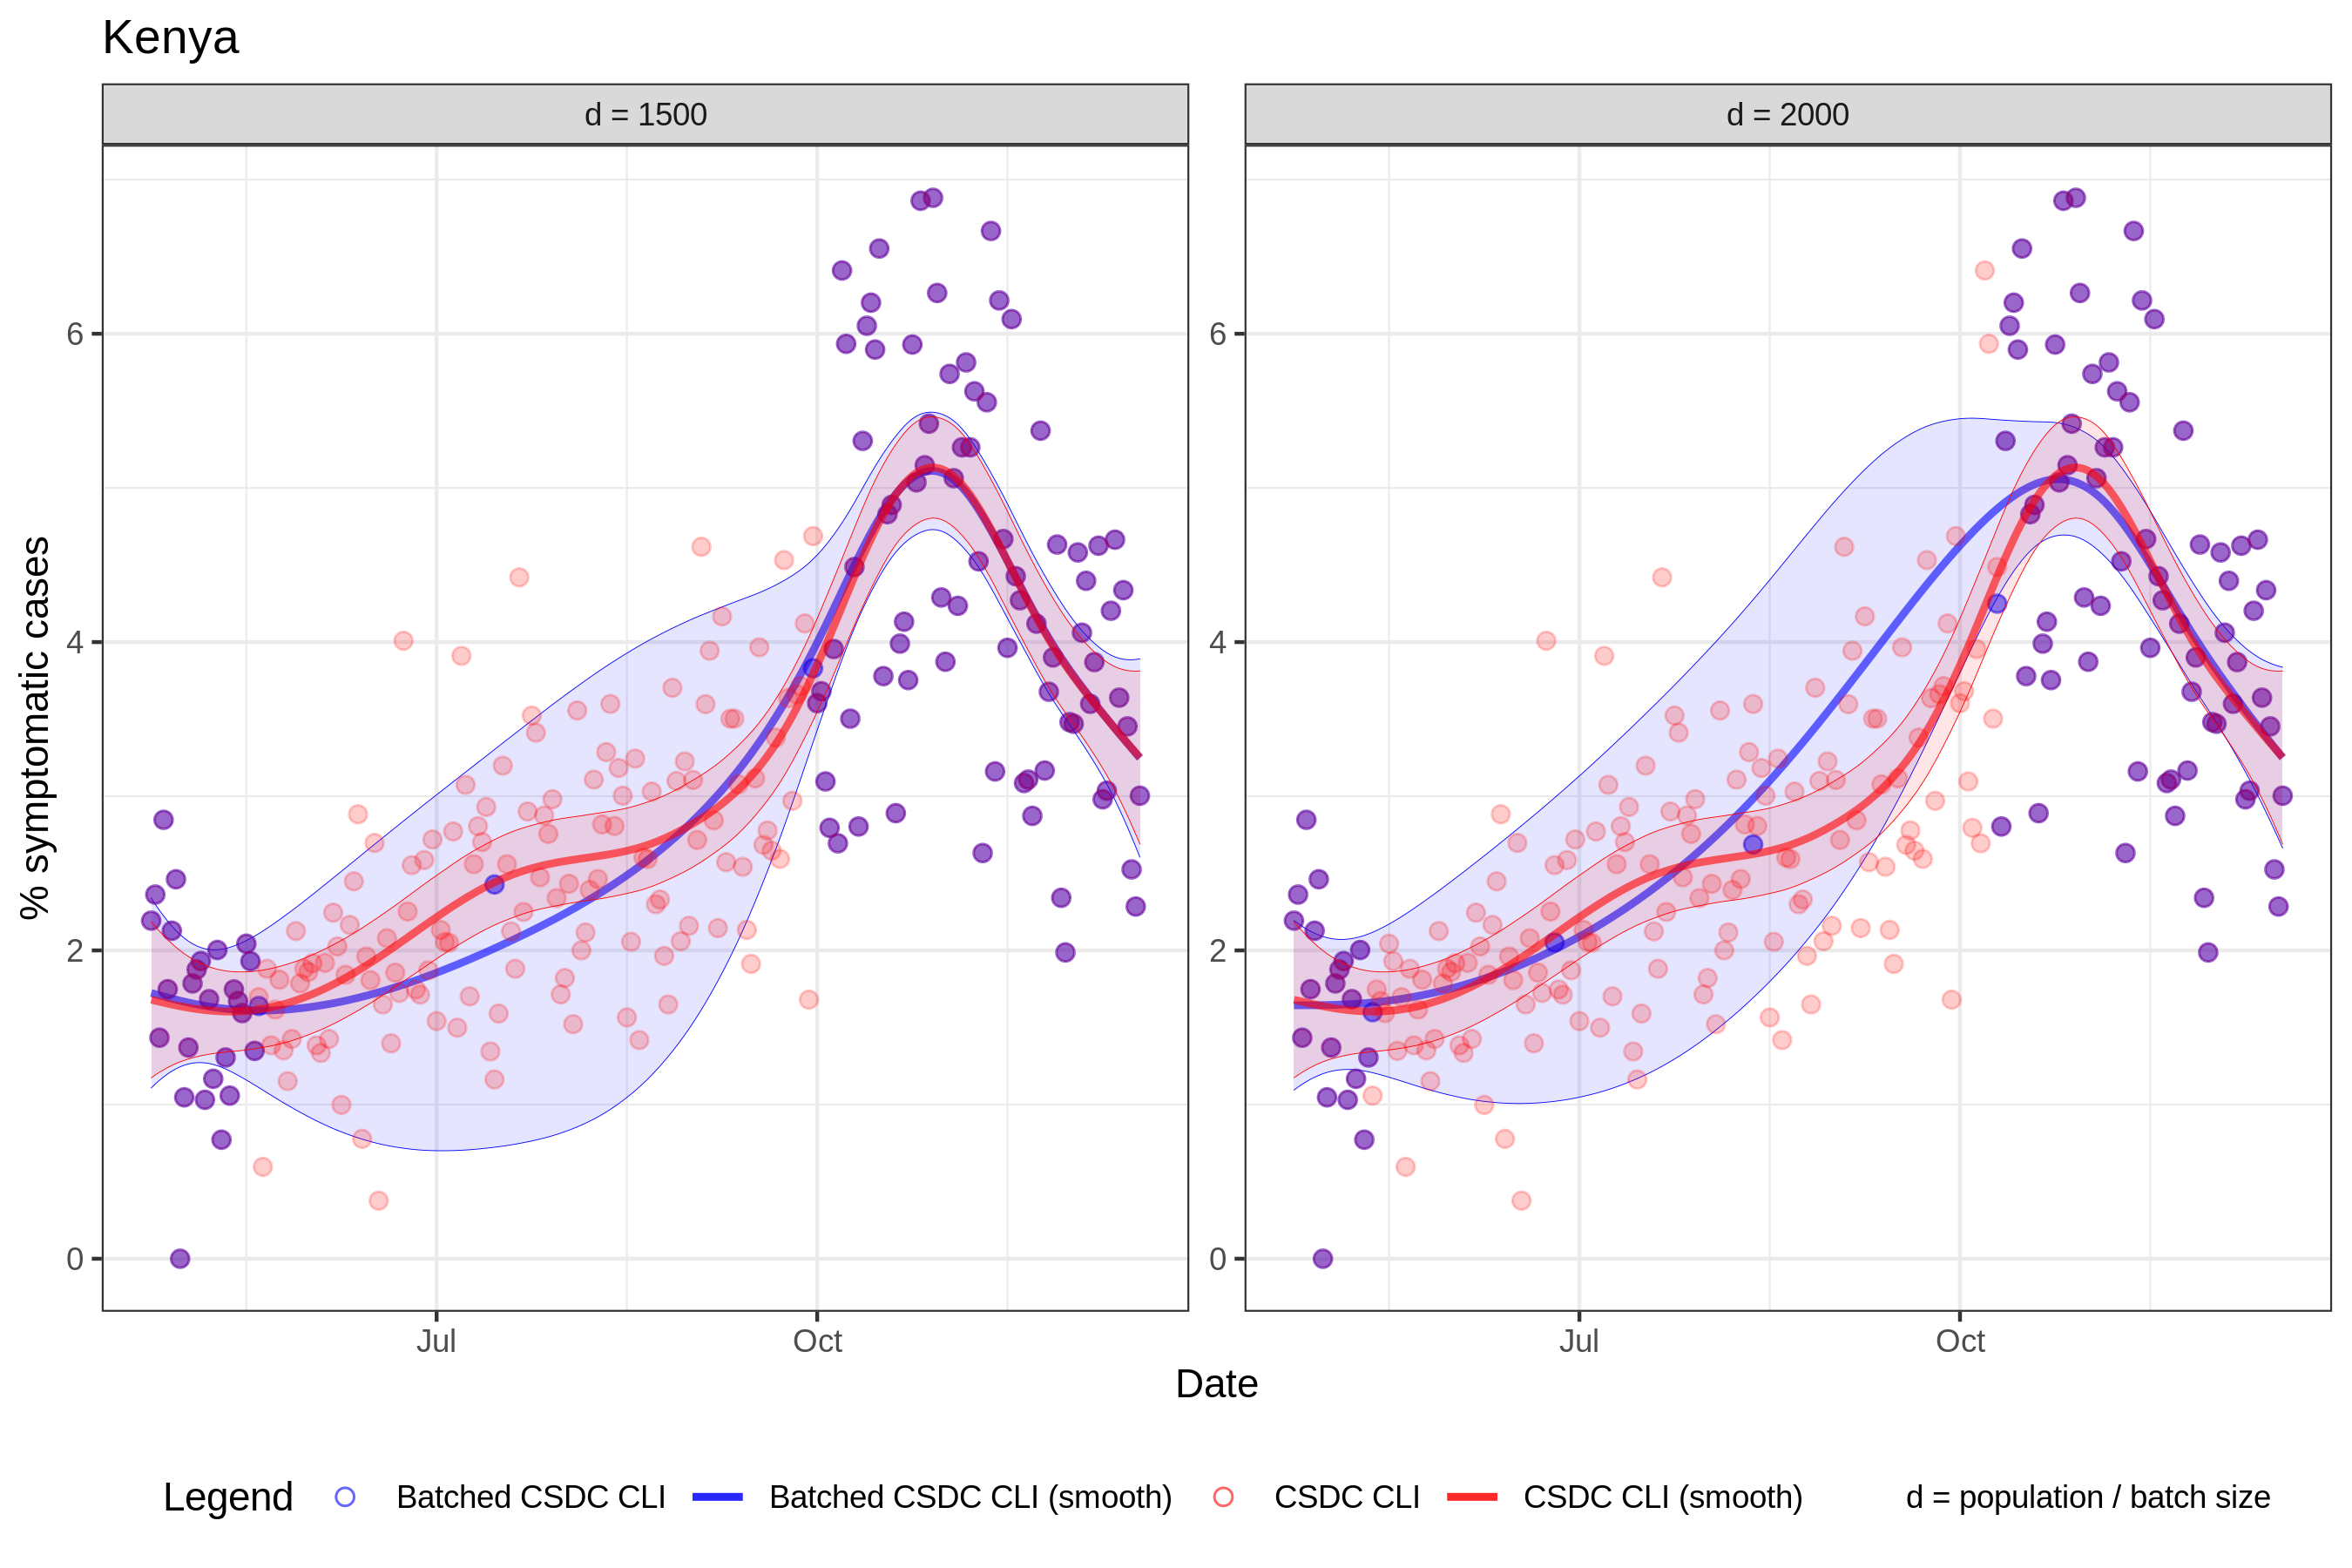 Kenya
d = 1500
d = 2000
% symptomatic cases
6
4
2
0
6
4
2
0
Jul
Oct
Jul
Oct
Date
Legend
Batched CSDC CLI
Batched CSDC CLI (smooth)
CSDC CLI
CSDC CLI (smooth)
d = population / batch size